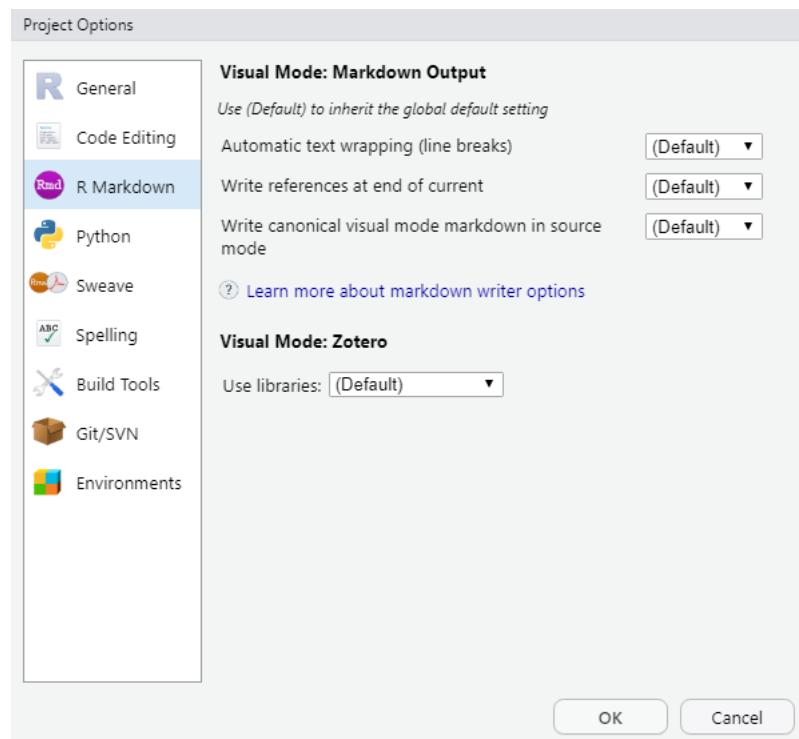 Project Options
General
Code Editing
Rmd
R Markdown
Python
Sweave
ABC
Spelling
Build Tools
Git/SVN
Environments
Visual Mode: Markdown Output
Use (Default) to inherit the global default setting
Automatic text wrapping (line breaks)
(Default)
Write references at end of current
(Default)
Write canonical visual mode markdown in source
mode
(Default)
? Learn more about markdown writer options
Visual Mode: Zotero
Use libraries: (Default)
OK
Cancel